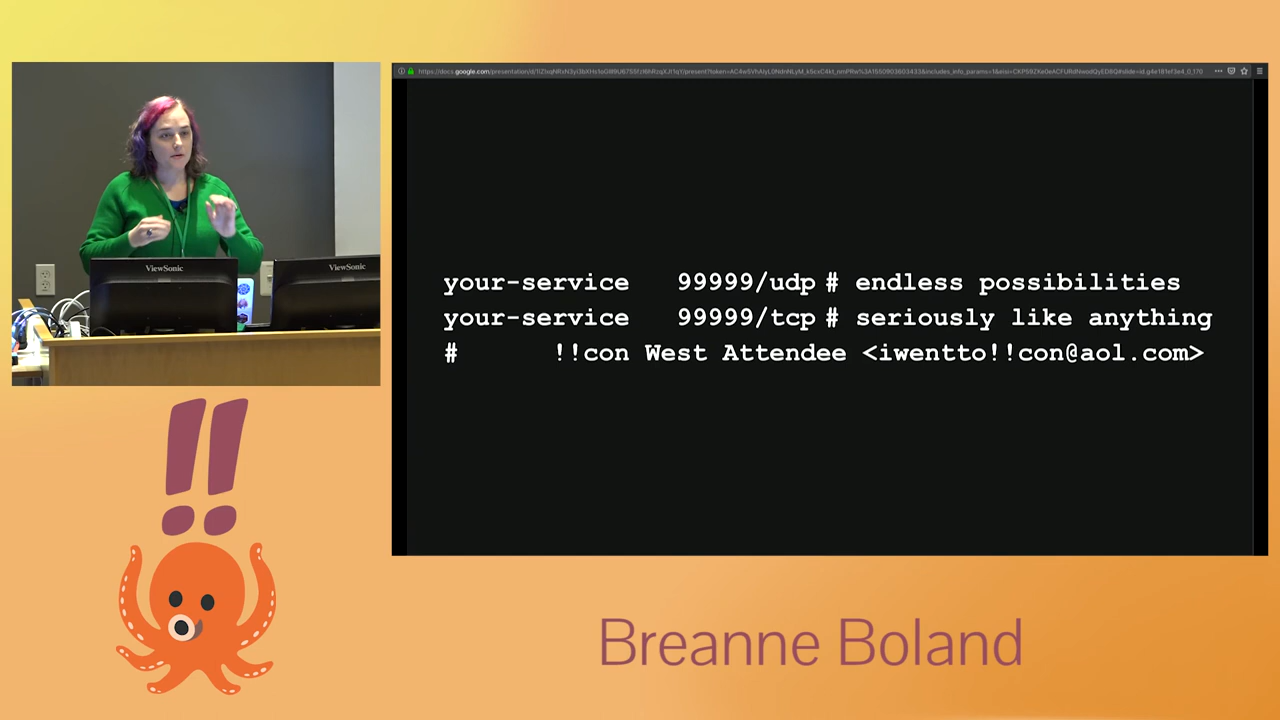 ViewSonic
ViewSonic
your-service 99999/udp # endless possibilities
your-service 99999/tcp # seriously like anything
# !!con West Attendee <iwentto!!con@aol.com>
!!
Breanne Boland